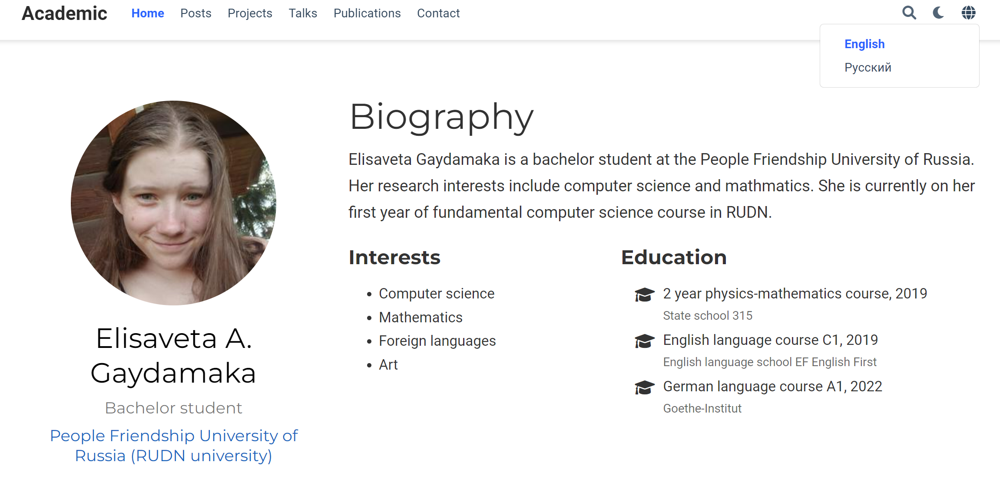 Academic Home Posts Projects Talks Publications Contact
English
Русский
Biography
Elisaveta Gaydamaka is a bachelor student at the People Friendship University of Russia.
Her research interests include computer science and mathmatics. She is currently on her
first year of fundamental computer science course in RUDN.
Interests
Computer science
Mathematics
Foreign languages
Art
Education
2 year physics-mathematics course, 2019
State school 315
English language course C1, 2019
English language school EF English First
German language course A1, 2022
Goethe-Institut
Elisaveta A.
Gaydamaka
Bachelor student
People Friendship University of
Russia (RUDN university)